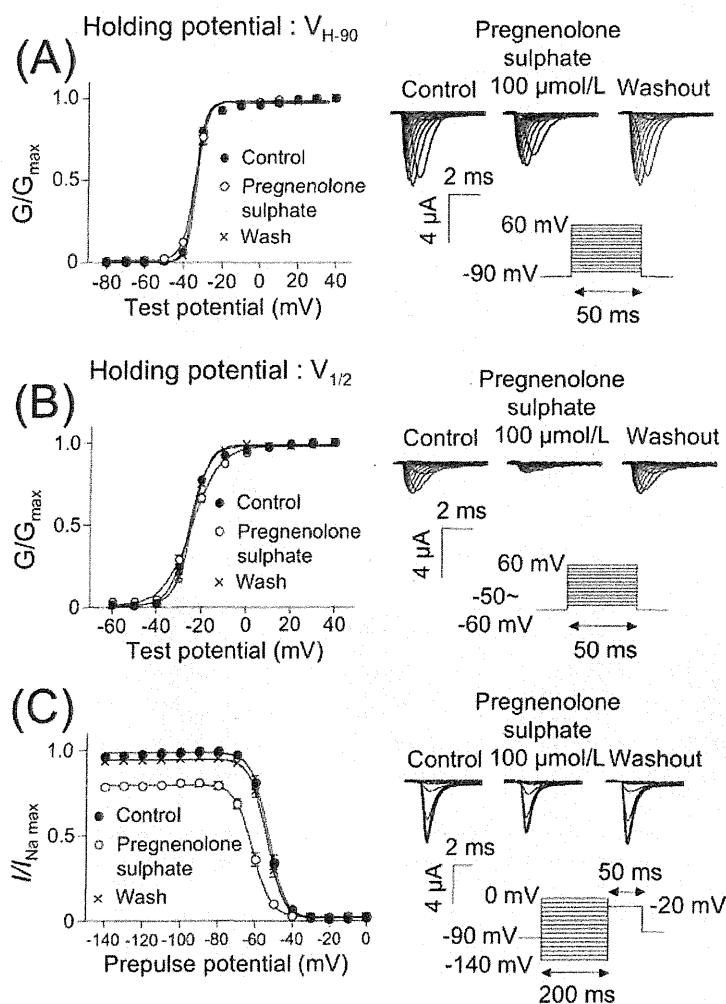 Holding potential : V_H-90
(A)
1.0
0.5
0
G/G_max
Control
Pregnenolone
sulphate
Wash
-80 -60 -40 -20 0 20 40
Test potential (mV)
Pregnenolone
sulphate
Control 100 µmol/L Washout
2 ms
4 µA
60 mV
-90 mV
50 ms
Holding potential : V_1/2
(B)
1.0
0.5
0
G/G_max
Control
Pregnenolone
sulphate
Wash
-60 -40 -20 0 20 40
Test potential (mV)
Pregnenolone
sulphate
Control 100 µmol/L Washout
2 ms
4 µA
60 mV
-50~
-60 mV
50 ms
(C)
1.0
0.5
0
I/I_Na max
Control
Pregnenolone
sulphate
Wash
-140 -120 -100 -80 -60 -40 -20 0
Prepulse potential (mV)
Pregnenolone
sulphate
Control 100 µmol/L Washout
2 ms
4 µA
50 ms
0 mV
-20 mV
-90 mV
-140 mV
200 ms